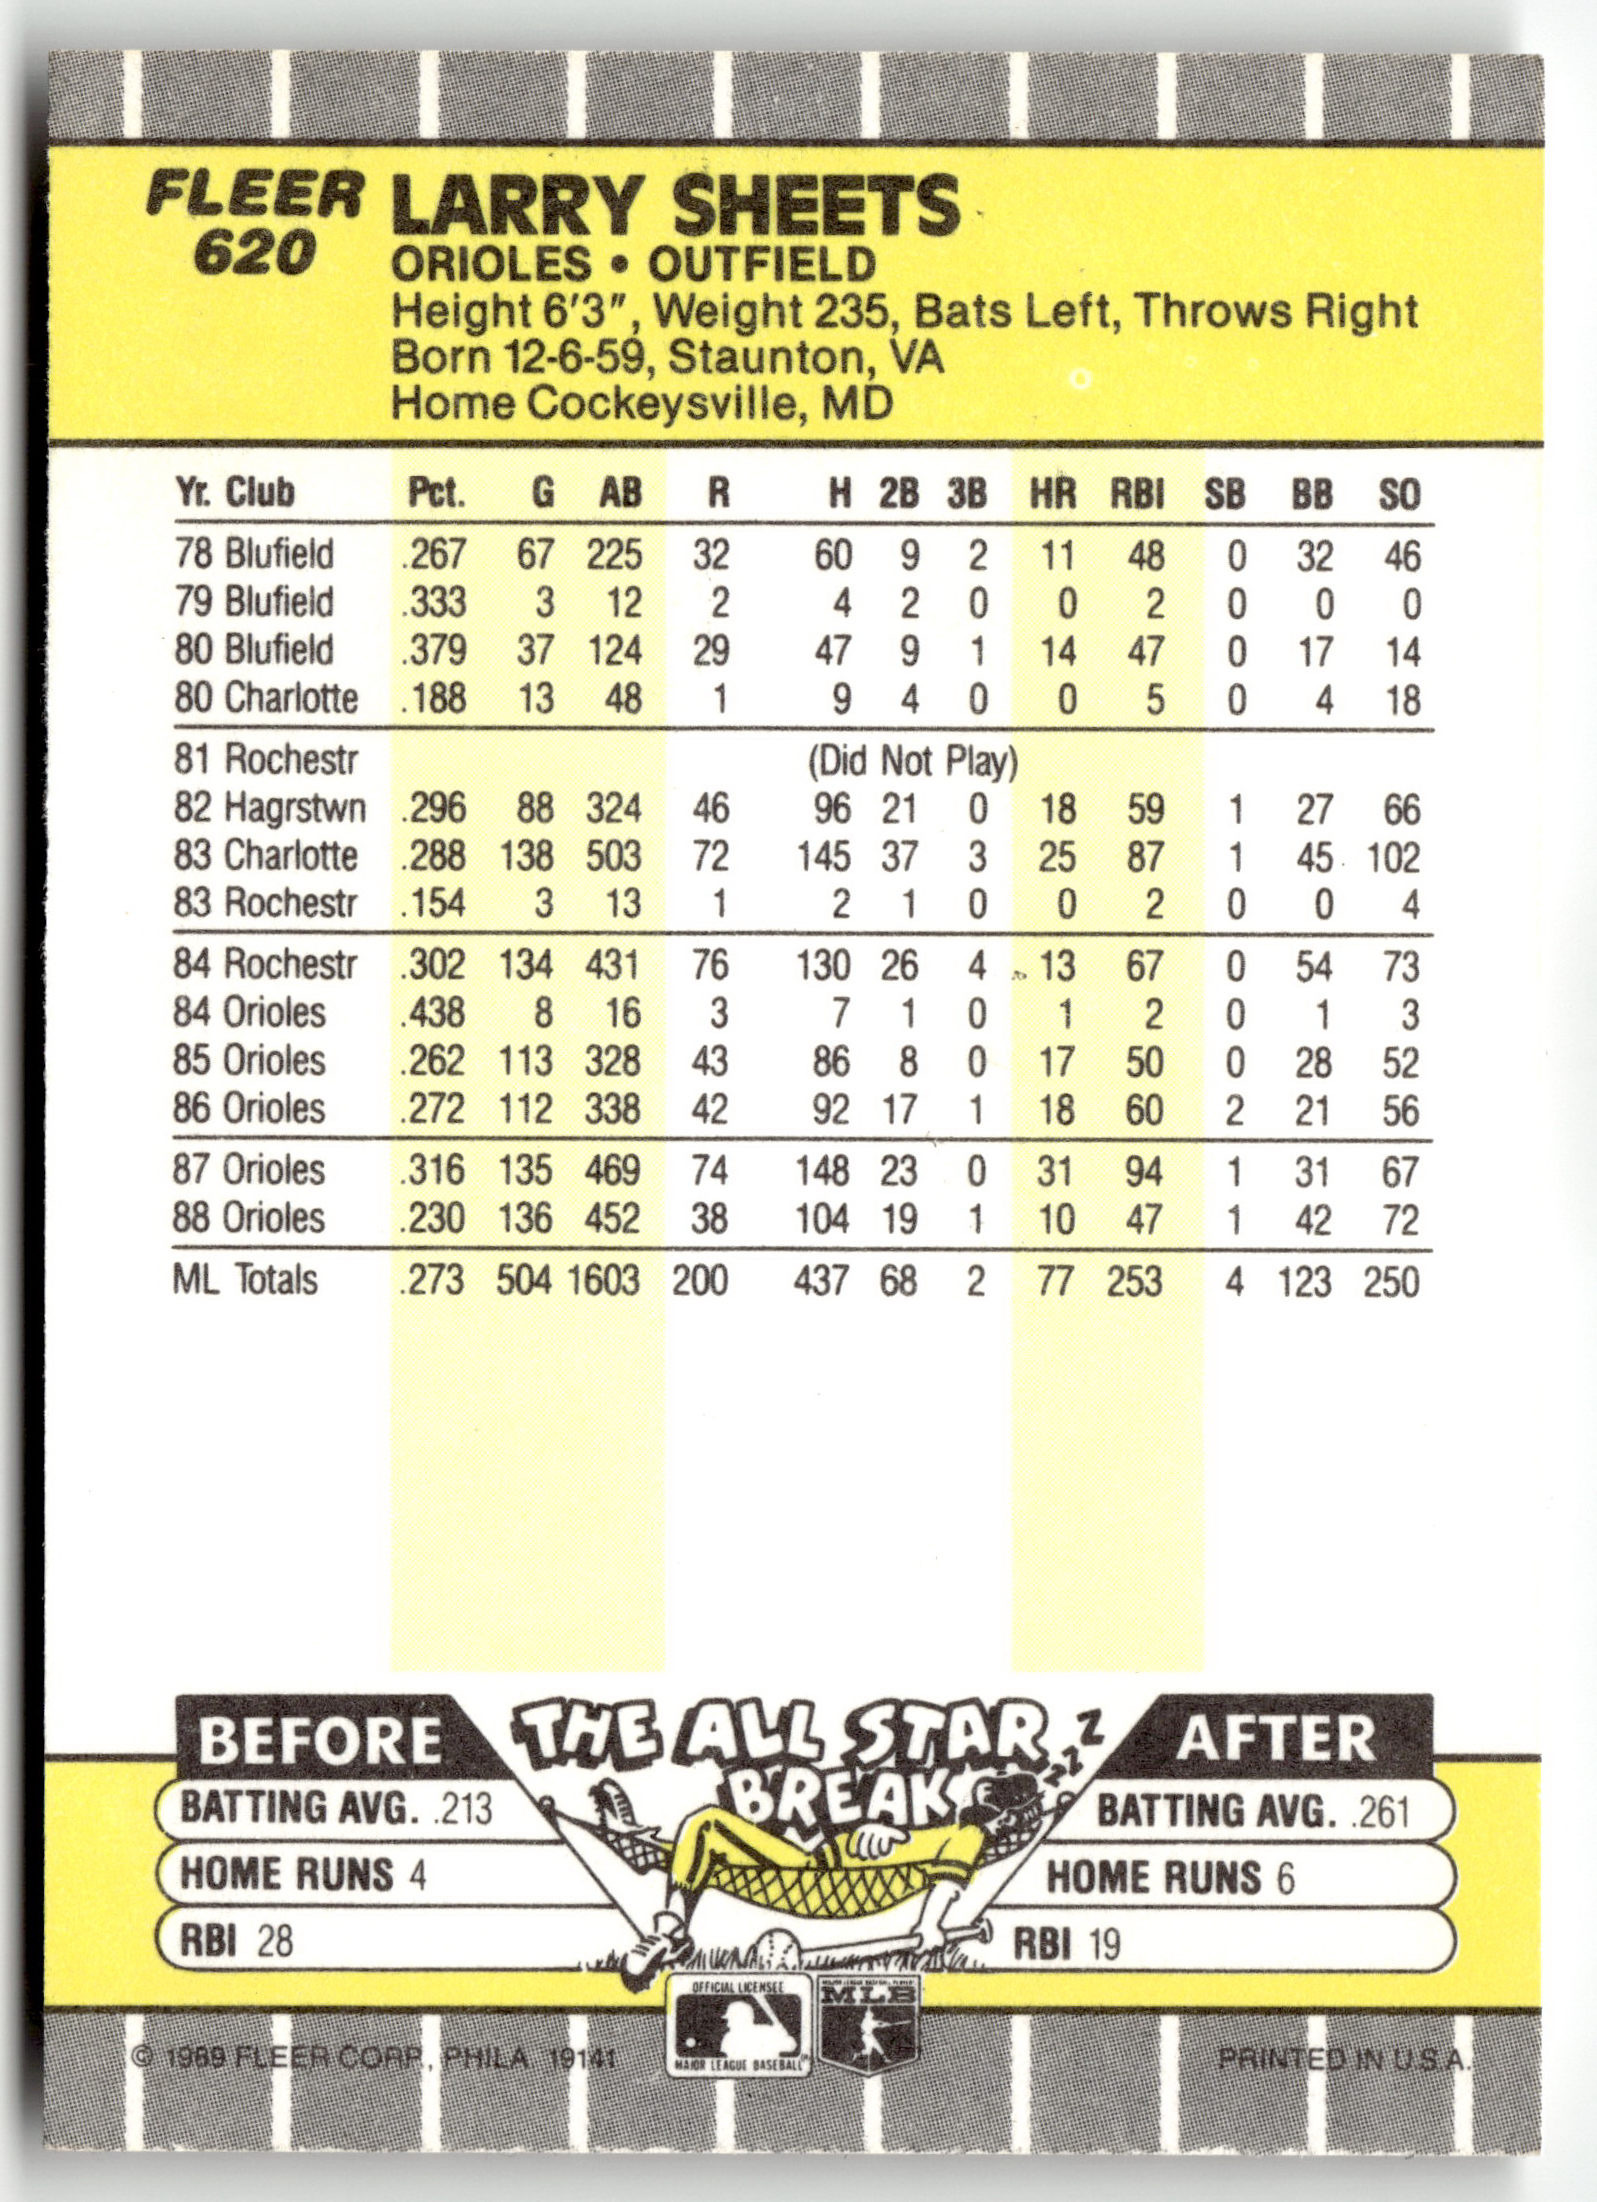 FLEER
620
LARRY SHEETS
ORIOLES • OUTFIELD
Height 6'3", Weight 235, Bats Left, Throws Right
Born 12-6-59, Staunton, VA
Home Cockeysville, MD
Yr. Club Pct. G AB R H 2B 3B HR RBI SB BB SO
78 Blufield .267 67 225 32 60 9 2 11 48 0 32 46
79 Blufield .333 3 12 2 4 2 0 0 2 0 0 0
80 Blufield .379 37 124 29 47 9 1 14 47 0 17 14
80 Charlotte .188 13 48 1 9 4 0 0 5 0 4 18
81 Rochestr (Did Not Play)
82 Hagrstwn .296 88 324 46 96 21 0 18 59 1 27 66
83 Charlotte .288 138 503 72 145 37 3 25 87 1 45 102
83 Rochestr .154 3 13 1 2 1 0 0 2 0 0 4
84 Rochestr .302 134 431 76 130 26 4 13 67 0 54 73
84 Orioles .438 8 16 3 7 1 0 1 2 0 1 3
85 Orioles .262 113 328 43 86 8 0 17 50 0 28 52
86 Orioles .272 112 338 42 92 17 1 18 60 2 21 56
87 Orioles .316 135 469 74 148 23 0 31 94 1 31 67
88 Orioles .230 136 452 38 104 19 1 10 47 1 42 72
ML Totals .273 504 1603 200 437 68 2 77 253 4 123 250
BEFORE
THE ALL STAR
BREAK
Z Z Z Z
AFTER
BATTING AVG. .213
HOME RUNS 4
RBI 28
BATTING AVG. .261
HOME RUNS 6
RBI 19
OFFICIAL LICENSEE
MAJOR LEAGUE BASEBALL
MLB
© 1989 FLEER CORP., PHILA. 19141
PRINTED IN U.S.A.